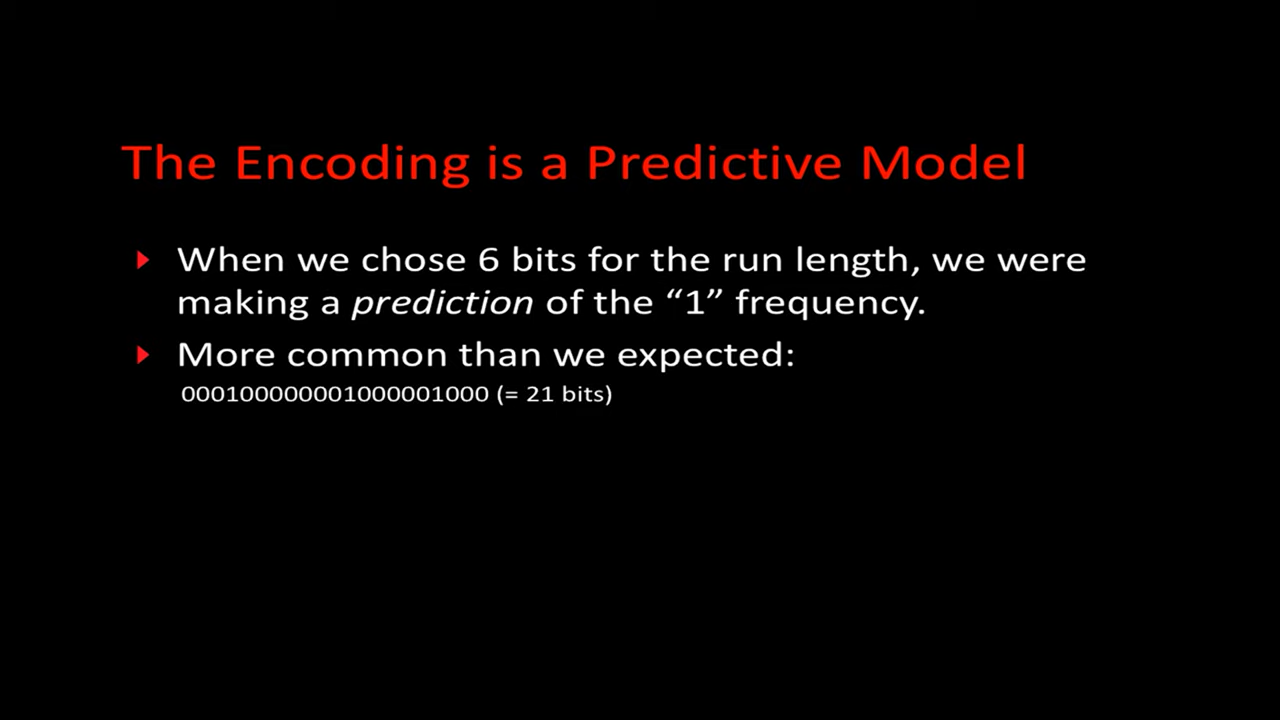 The Encoding is a Predictive Model
When we chose 6 bits for the run length, we were
making a prediction of the “1” frequency.
More common than we expected:
000100000001000001000 (= 21 bits)